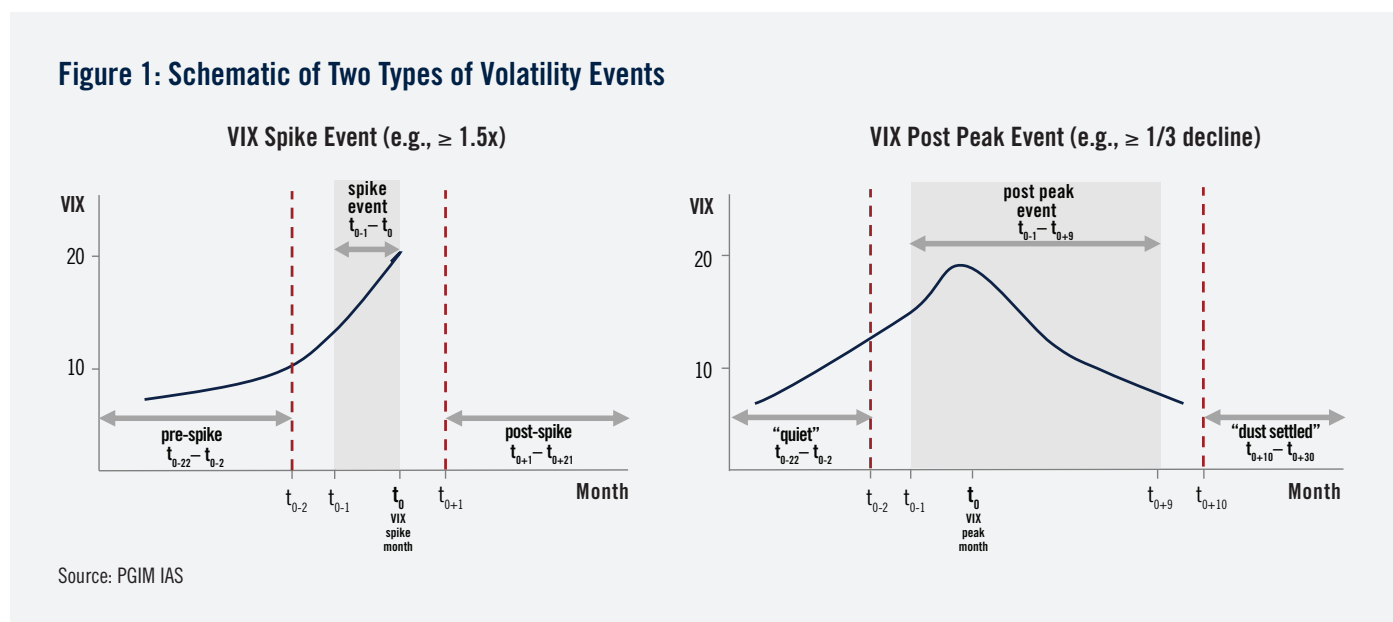 Figure 1: Schematic of Two Types of Volatility Events
VIX Spike Event (e.g., ≥ 1.5x)
VIX
20
10
spike
event
t0-1– t0
pre-spike
t0-22– t0-2
post-spike
t0+1– t0+21
t0-2
t0-1
t0
VIX
spike
month
t0+1
Month
VIX Post Peak Event (e.g., ≥ 1/3 decline)
VIX
20
10
post peak
event
t0-1– t0+9
“quiet”
t0-22– t0-2
“dust settled”
t0+10– t0+30
t0-2
t0-1
t0
VIX
peak
month
t0+9
t0+10
Month
Source: PGIM IAS